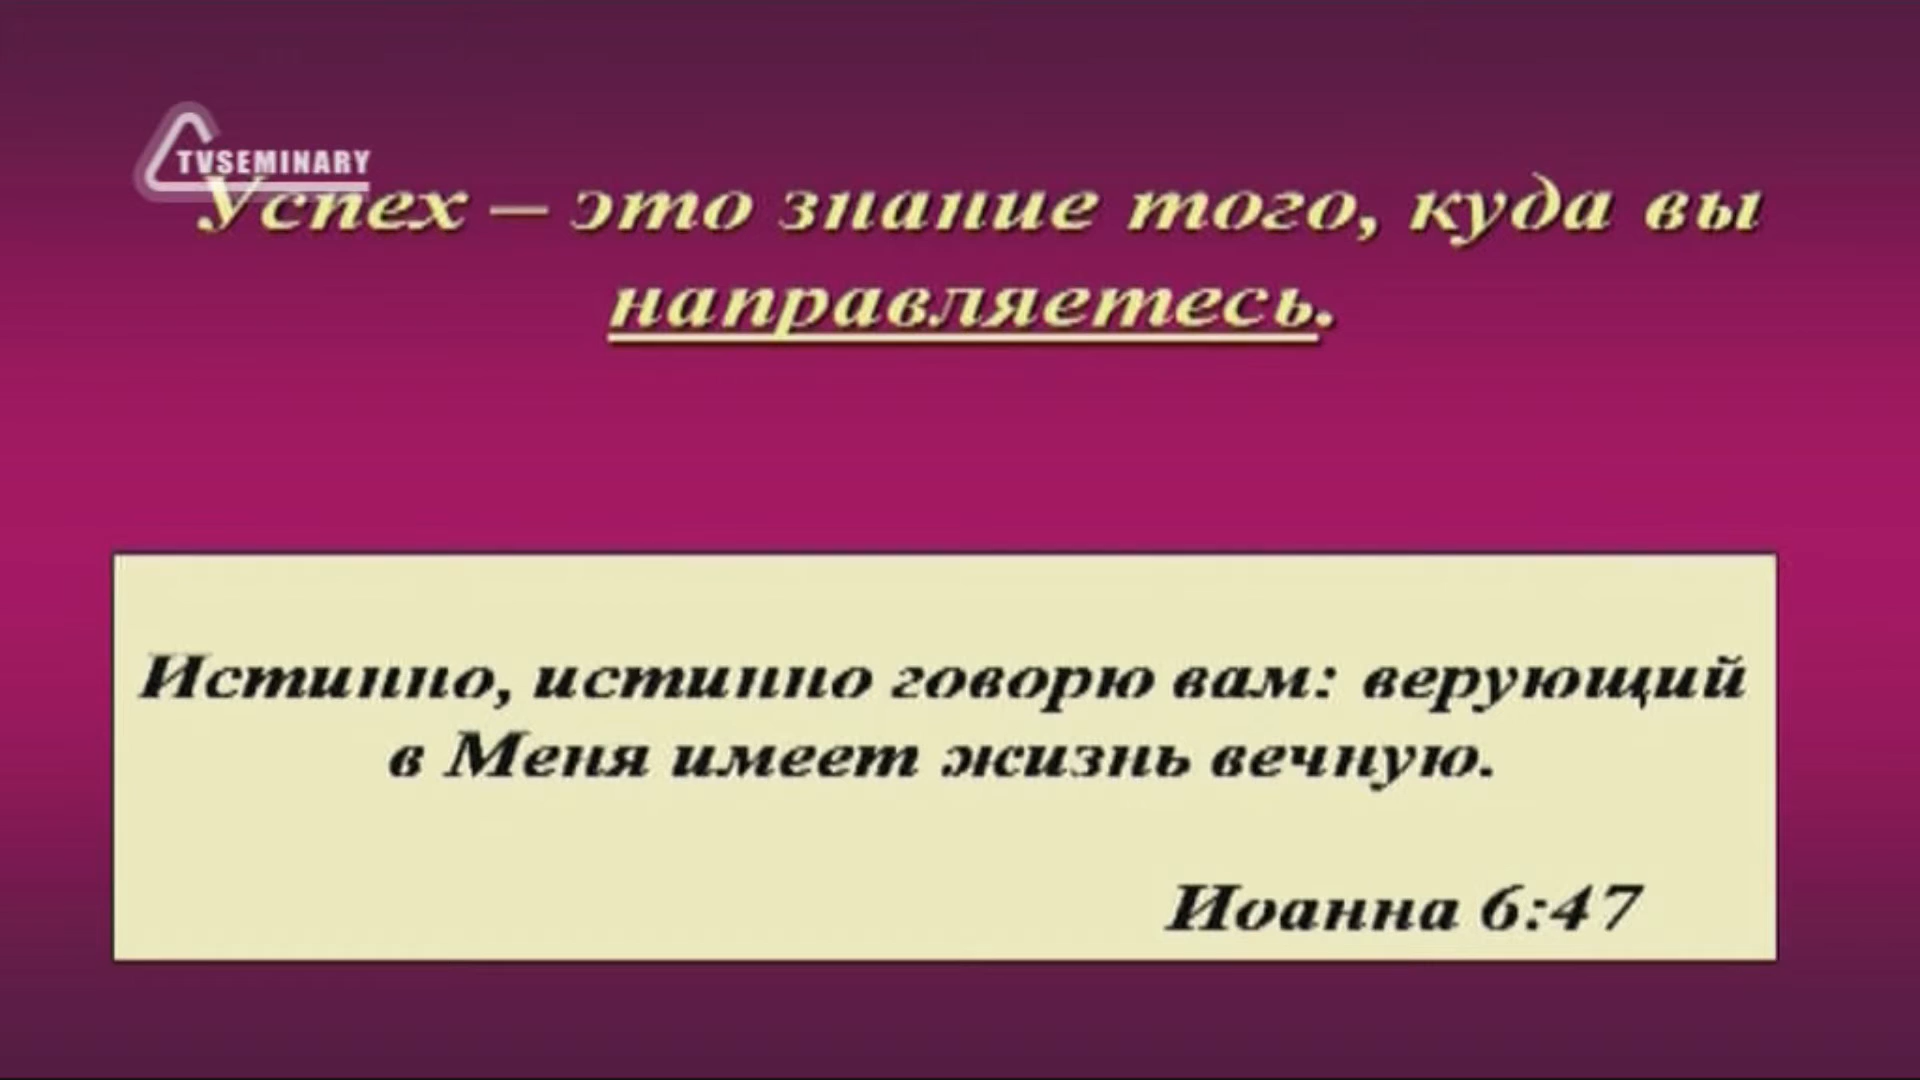 TVSEMINARY
Успех – это знание того, куда вы
направляетесь.
Истинно, истинно говорю вам: верующий
в Меня имеет жизнь вечную.
Иоанна 6:47